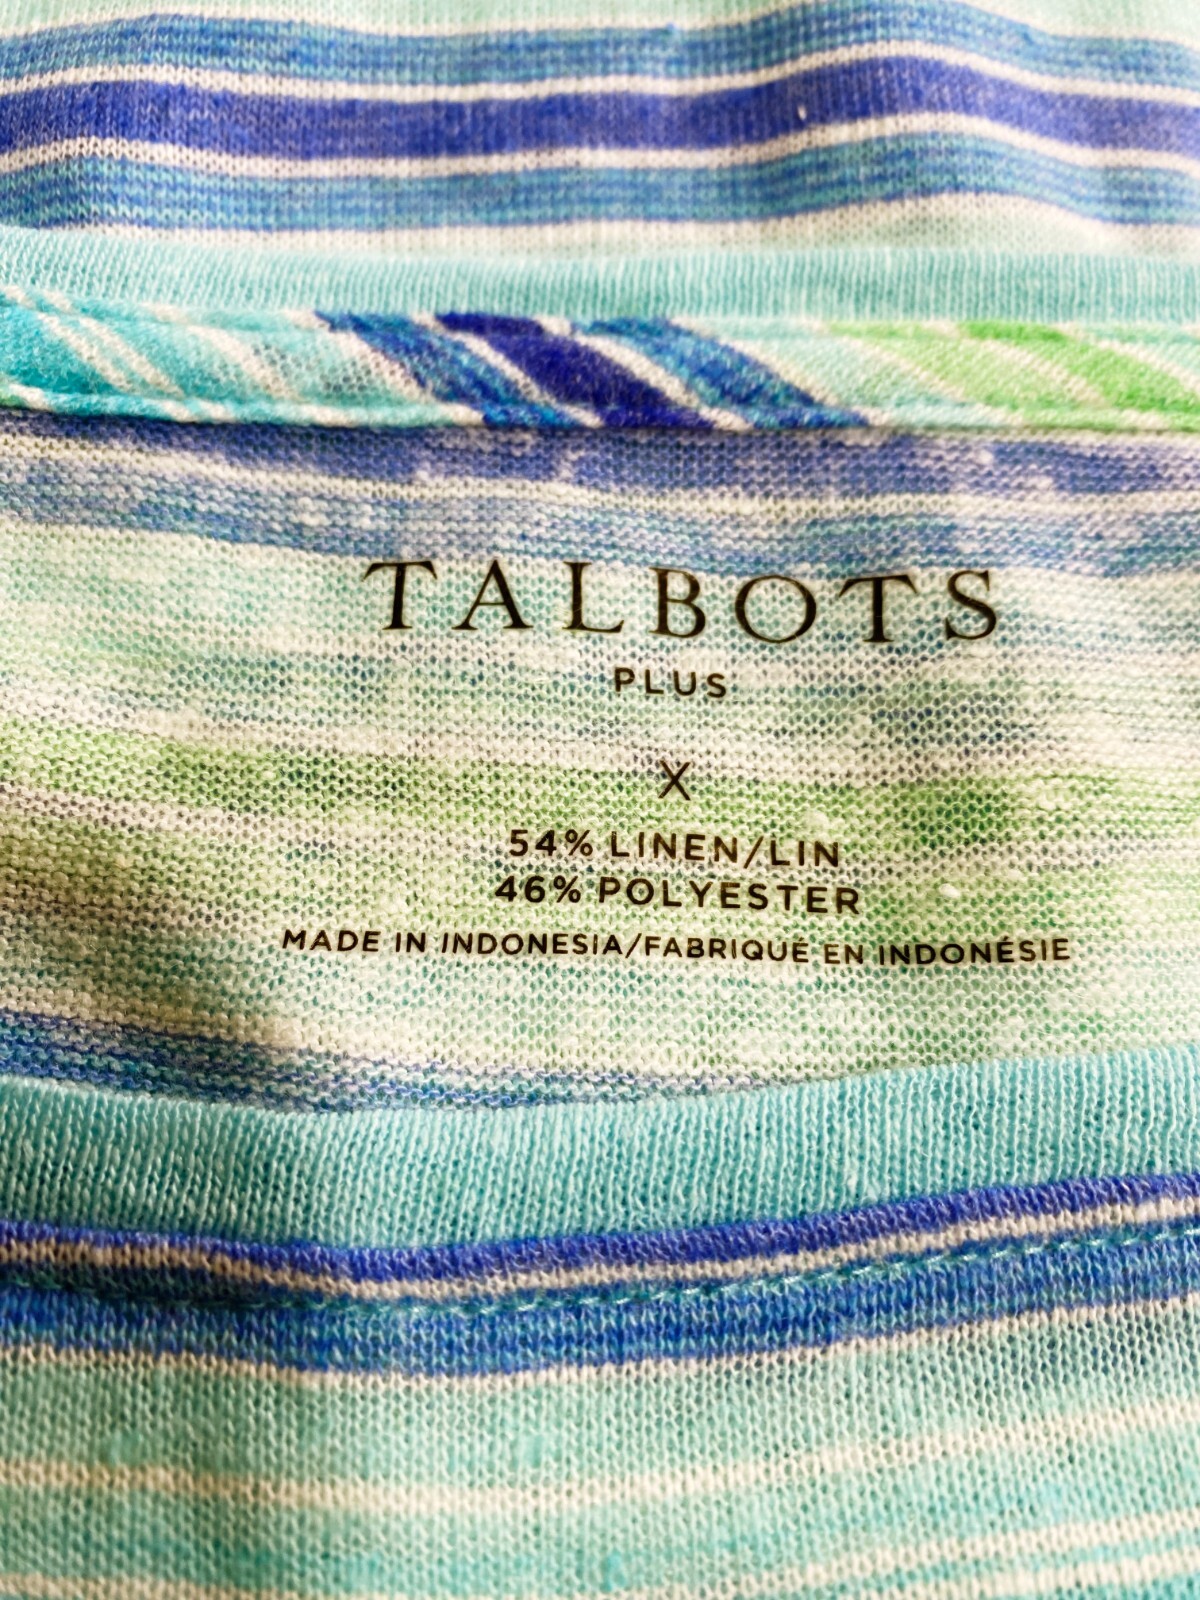 TALBOTS
PLUS
X
54% LINEN/LIN
46% POLYESTER
MADE IN INDONESIA/FABRIQUÉ EN INDONÉSIE